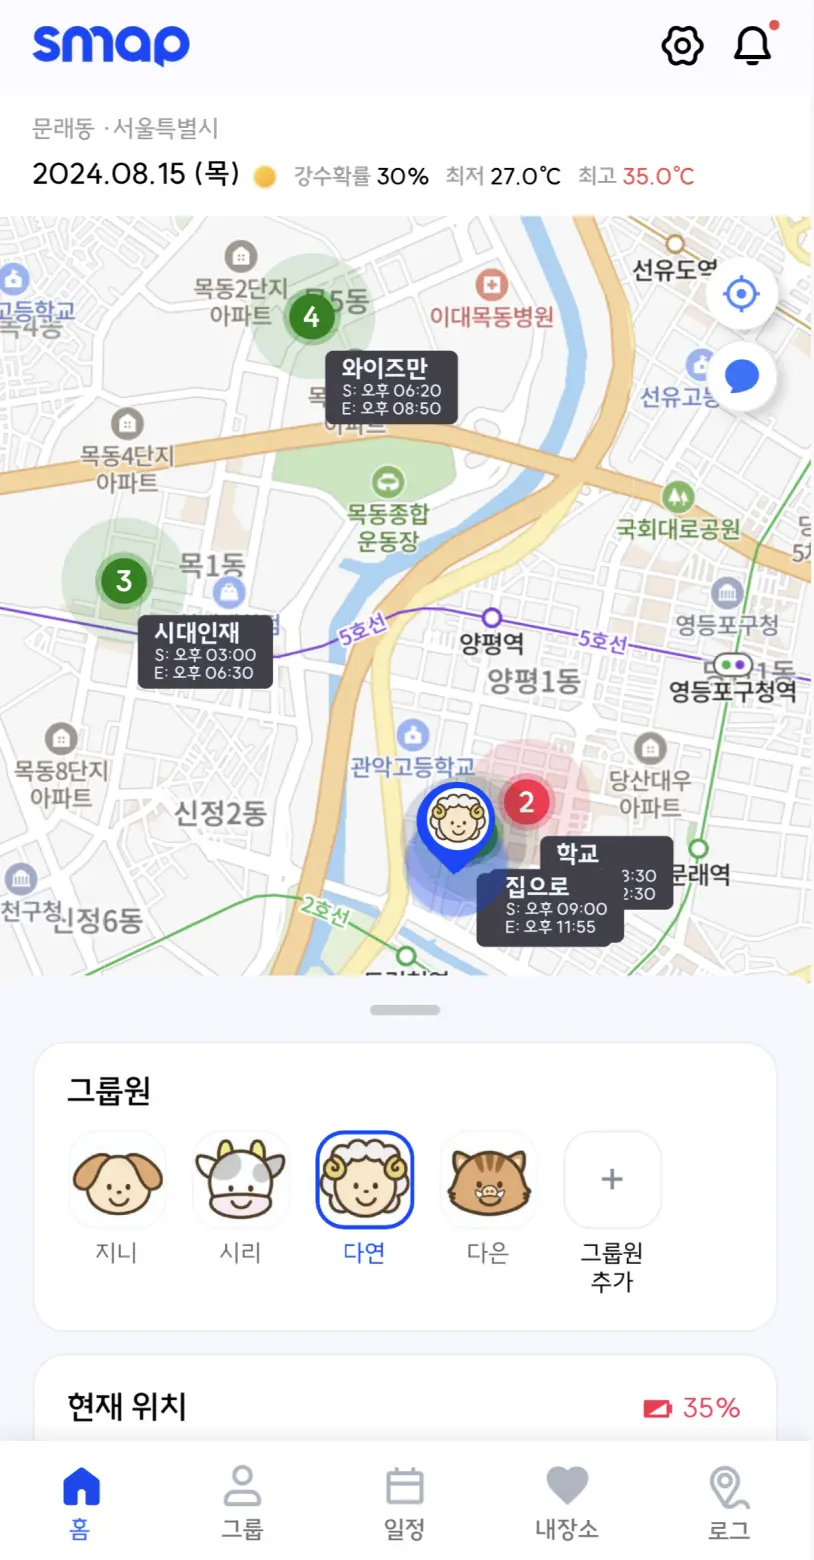 smap
문래동 · 서울특별시
2024.08.15 (목) 강수확률 30% 최저 27.0°C 최고 35.0°C
선유도역
목동2단지
아파트
4
5동
이대목동병원
고등학교
목4동
와이즈만
S: 오후 06:20
E: 오후 08:50
선유고등
목동4단지
아파트
아파트
목동종합
운동장
국회대로공원
3
목1동
영등포구청
시대인재
S: 오후 03:00
E: 오후 06:30
5호선
양평역
5호선
양평1동
영등포구청역
관악고등학교
목동8단지
아파트
2
당산대우
아파트
신정2동
학교
3:30
2:30
문래역
집으로
S: 오후 09:00
E: 오후 11:55
천구청
신정6동
2호선
그룹원
지니
시리
다연
다은
+
그룹원
추가
현재 위치 35%
홈 그룹 일정 내장소 로그